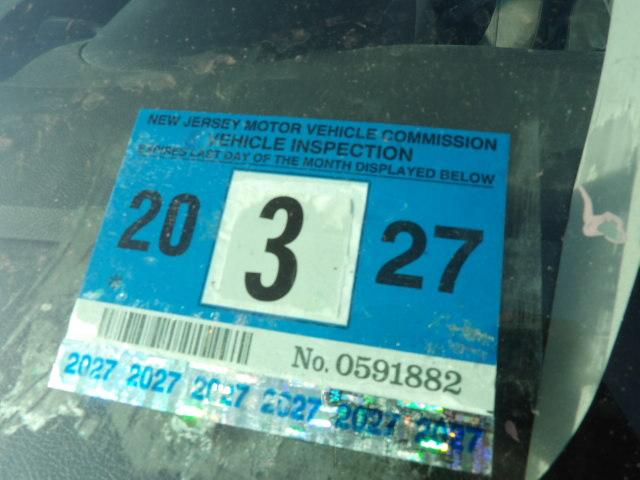 NEW JERSEY MOTOR VEHICLE COMMISSION
VEHICLE INSPECTION
EXPIRES LAST DAY OF THE MONTH DISPLAYED BELOW
20 3 27
No. 0591882
2027 2027 2027 2027 2027 2027